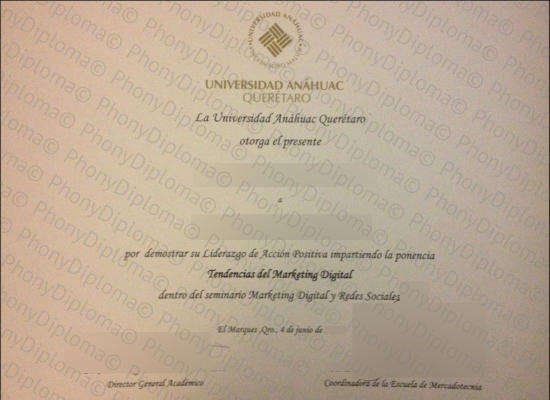 UNIVERSIDAD ANÁHUAC
UNIVERSIDAD ANÁHUAC
QUERÉTARO
La Universidad Anáhuac Querétaro
otorga el presente
a
por demostrar su Liderazgo de Acción Positiva impartiendo la ponencia
Tendencias del Marketing Digital
dentro del seminario Marketing Digital y Redes Sociales
El Marques, Qro., 4 de junio de
Director General Académico
Coordinadora de la Escuela de Mercadotecnia
PhonyDiploma©